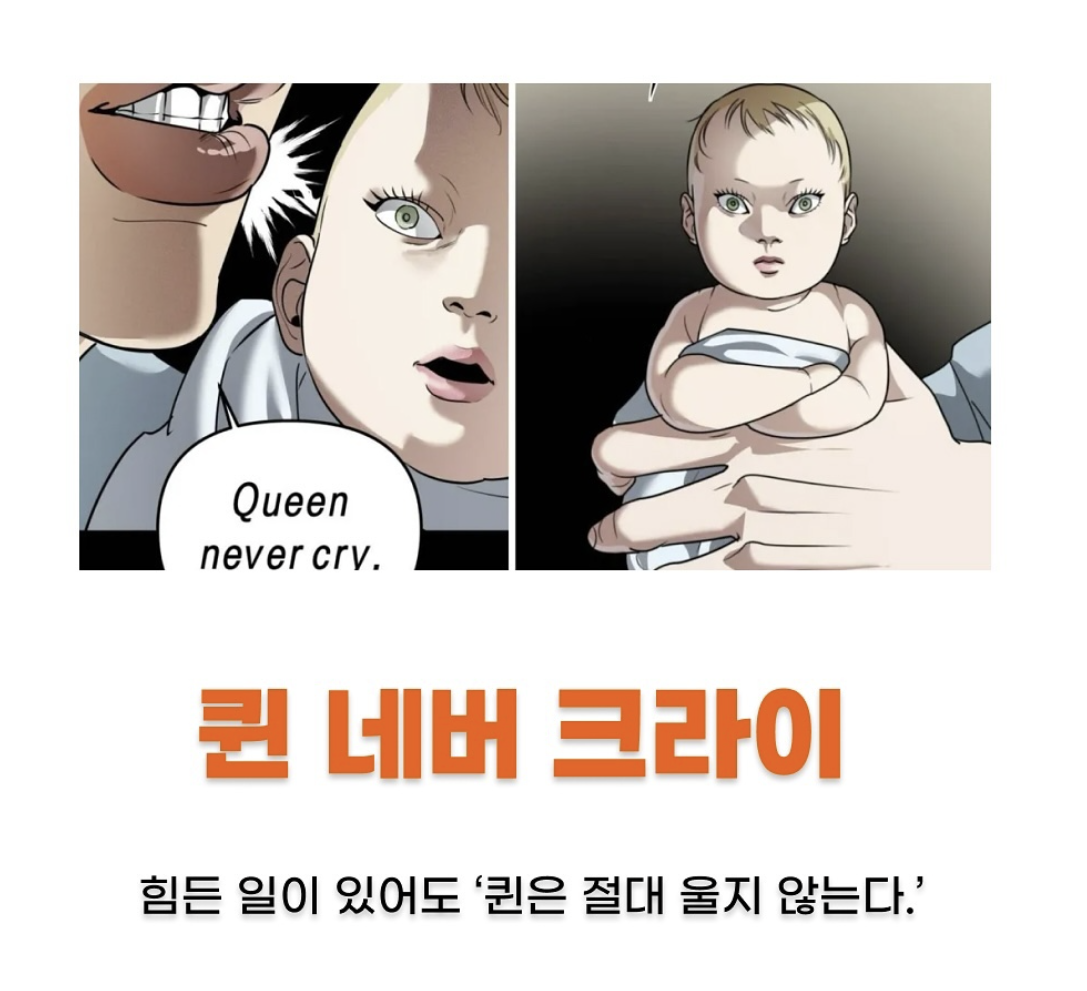 Queen
never cry.
퀸 네버 크라이
힘든 일이 있어도 ‘퀸은 절대 울지 않는다.’